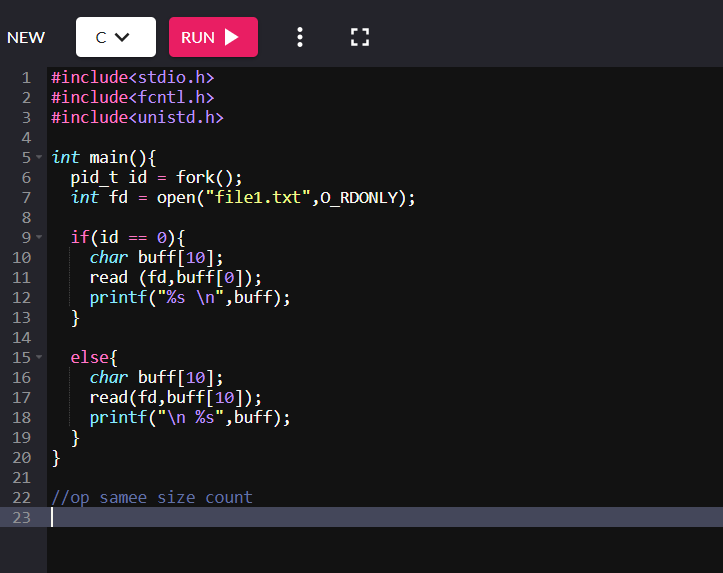 NEW C RUN
1 #include<stdio.h>
2 #include<fcntl.h>
3 #include<unistd.h>
4
5 int main(){
6 pid_t id = fork();
7 int fd = open("file1.txt",O_RDONLY);
8
9 if(id == 0){
10 char buff[10];
11 read (fd,buff[0]);
12 printf("%s \n",buff);
13 }
14
15 else{
16 char buff[10];
17 read(fd,buff[10]);
18 printf("\n %s",buff);
19 }
20 }
21
22 //op samee size count
23